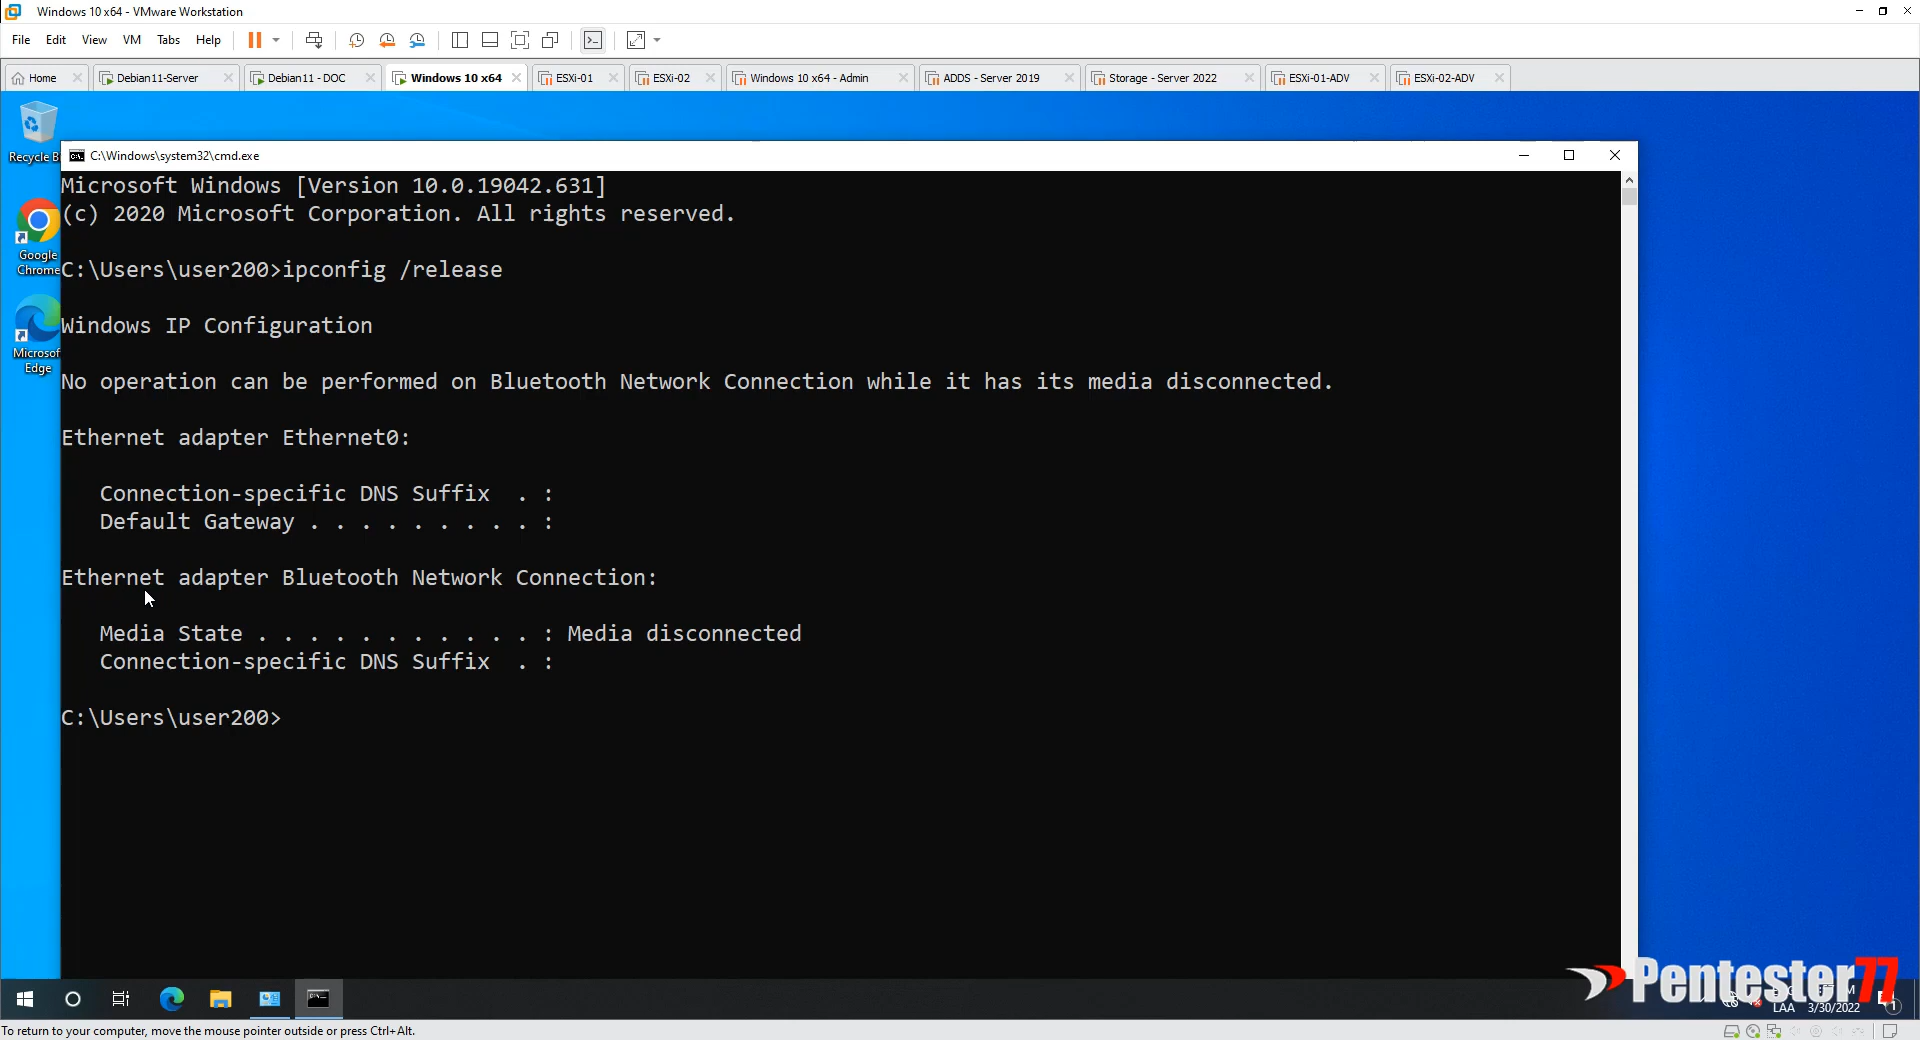 Windows 10 x64 - VMware Workstation
File Edit View VM Tabs Help
Home Debian11-Server Debian11 - DOC Windows 10 x64 ESXi-01 ESXi-02 Windows 10 x64 - Admin ADDS - Server 2019 Storage - Server 2022 ESXi-01-ADV ESXi-02-ADV
Recycle B
Google
Chrome
Microsof
Edge
C:\Windows\system32\cmd.exe
Microsoft Windows [Version 10.0.19042.631]
(c) 2020 Microsoft Corporation. All rights reserved.
C:\Users\user200>ipconfig /release
Windows IP Configuration
No operation can be performed on Bluetooth Network Connection while it has its media disconnected.
Ethernet adapter Ethernet0:
Connection-specific DNS Suffix  . :
Default Gateway . . . . . . . . . :
Ethernet adapter Bluetooth Network Connection:
Media State . . . . . . . . . . . : Media disconnected
Connection-specific DNS Suffix  . :
C:\Users\user200>
Pentester77
LAA 3/30/2022
1
To return to your computer, move the mouse pointer outside or press Ctrl+Alt.